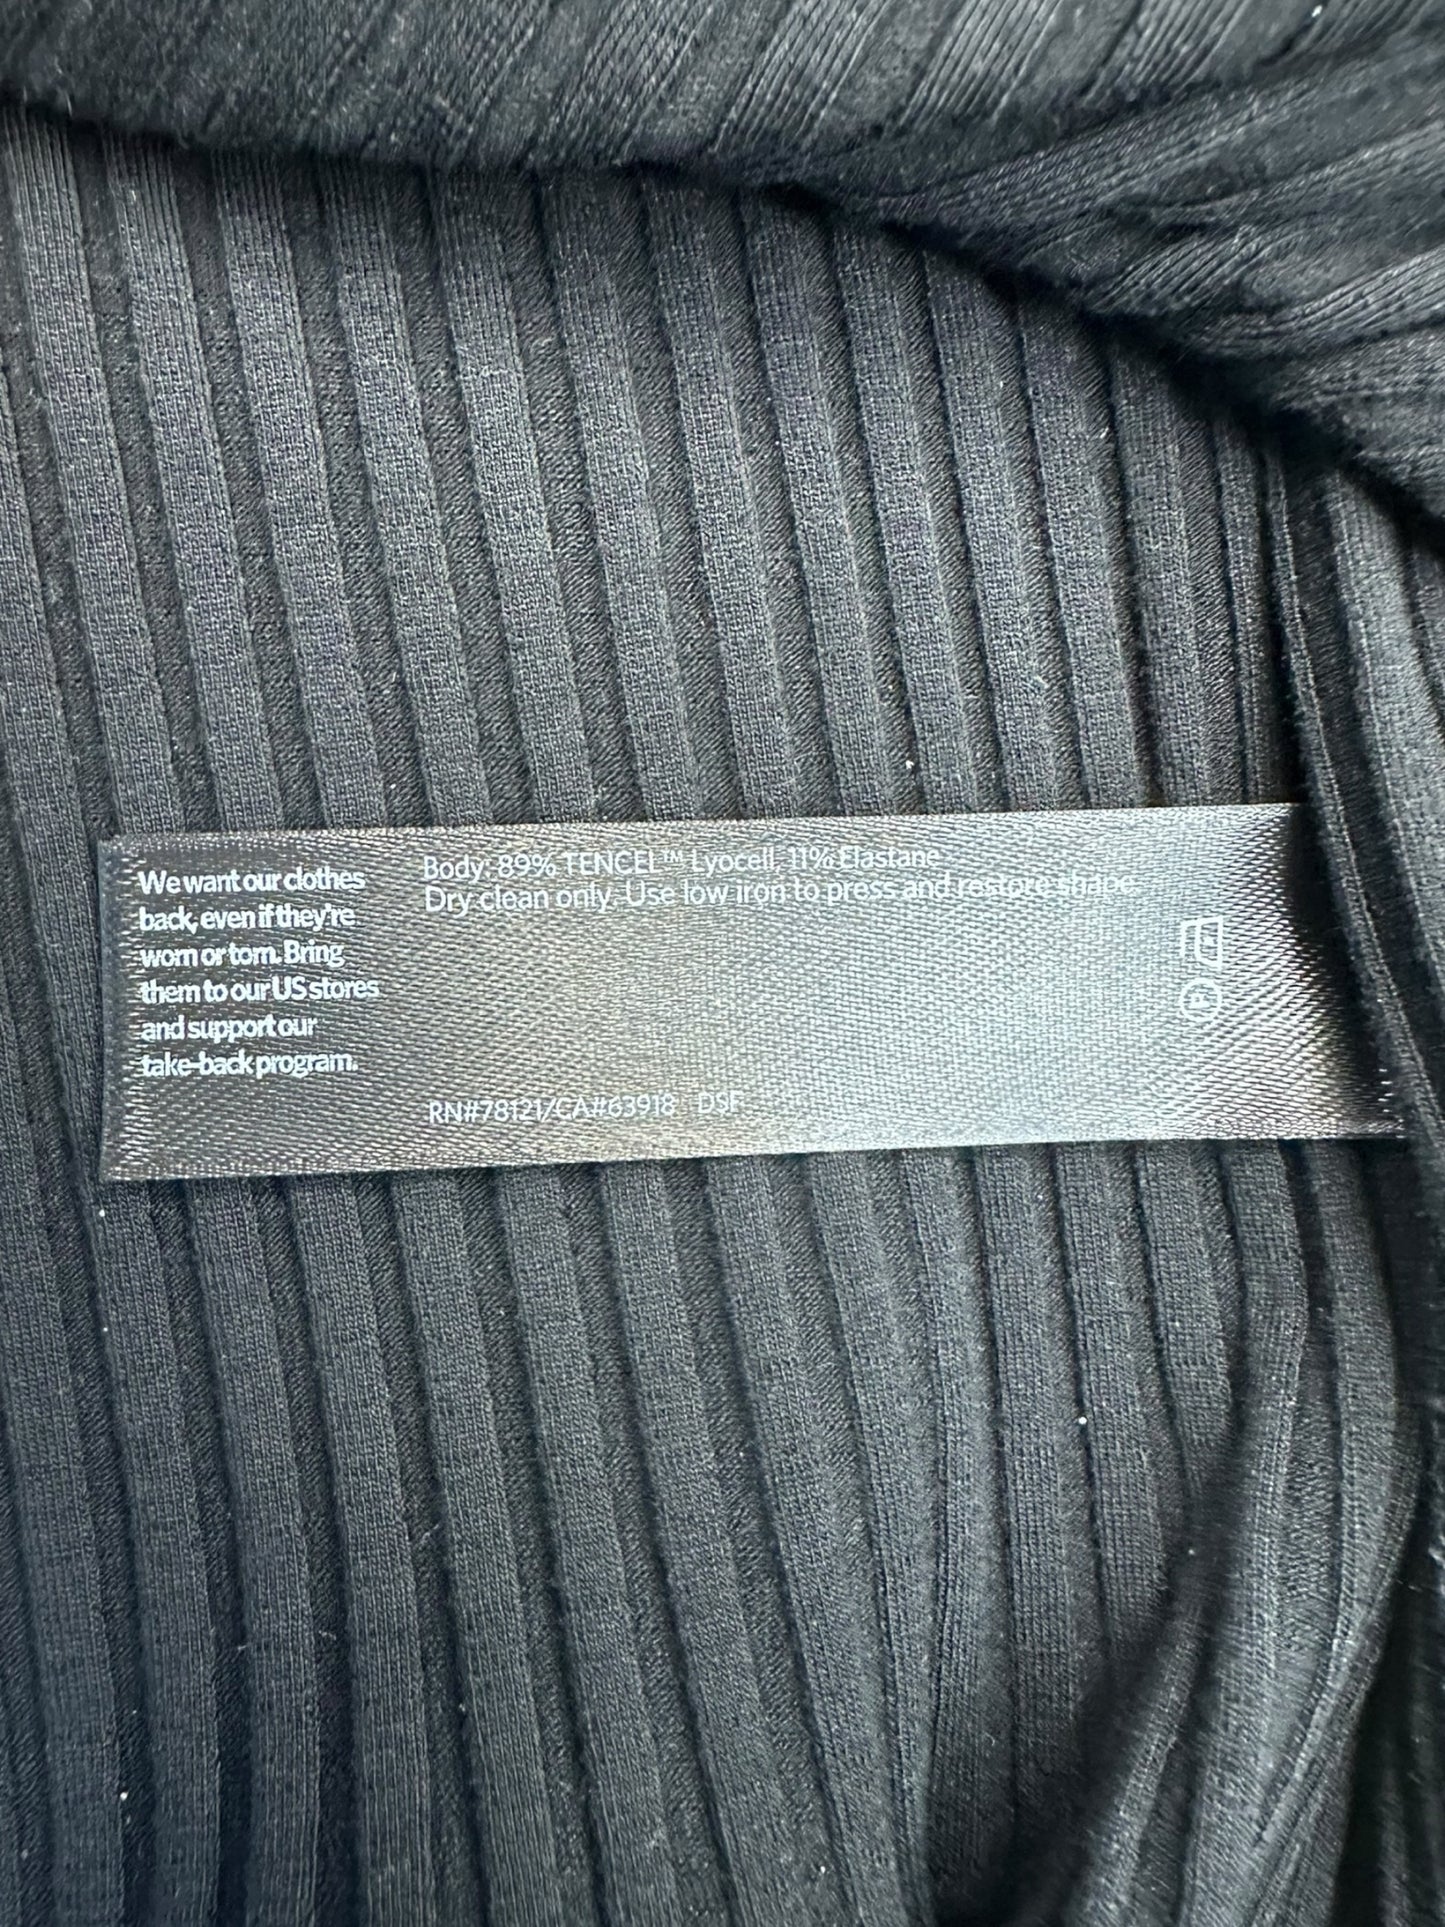 We want our clothes
back, even if they're
worn or torn. Bring
them to our US stores
and support our
take-back program.
Body: 89% TENCEL™ Lyocell, 11% Elastane
Dry clean only. Use low iron to press and restore shape.
P
RN#78121/CA#63918 DSF